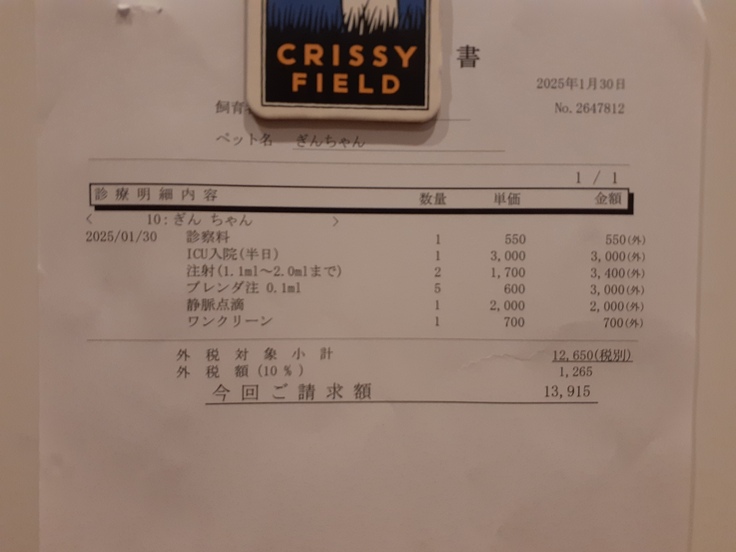 CRISSY
FIELD
書
2025年1月30日
飼育
No. 2647812
ペット名 ぎんちゃん
1 / 1
診療明細内容 数量 単価 金額
< 10:ぎん ちゃん >
2025/01/30 診察料 1 550 550(外)
ICU入院(半日) 1 3,000 3,000(外)
注射(1.1ml～2.0mlまで) 2 1,700 3,400(外)
ブレンダ注 0.1ml 5 600 3,000(外)
静脈点滴 1 2,000 2,000(外)
ワンクリーン 1 700 700(外)
外税対象小計 12,650(税別)
外税額(10%) 1,265
今回ご請求額 13,915